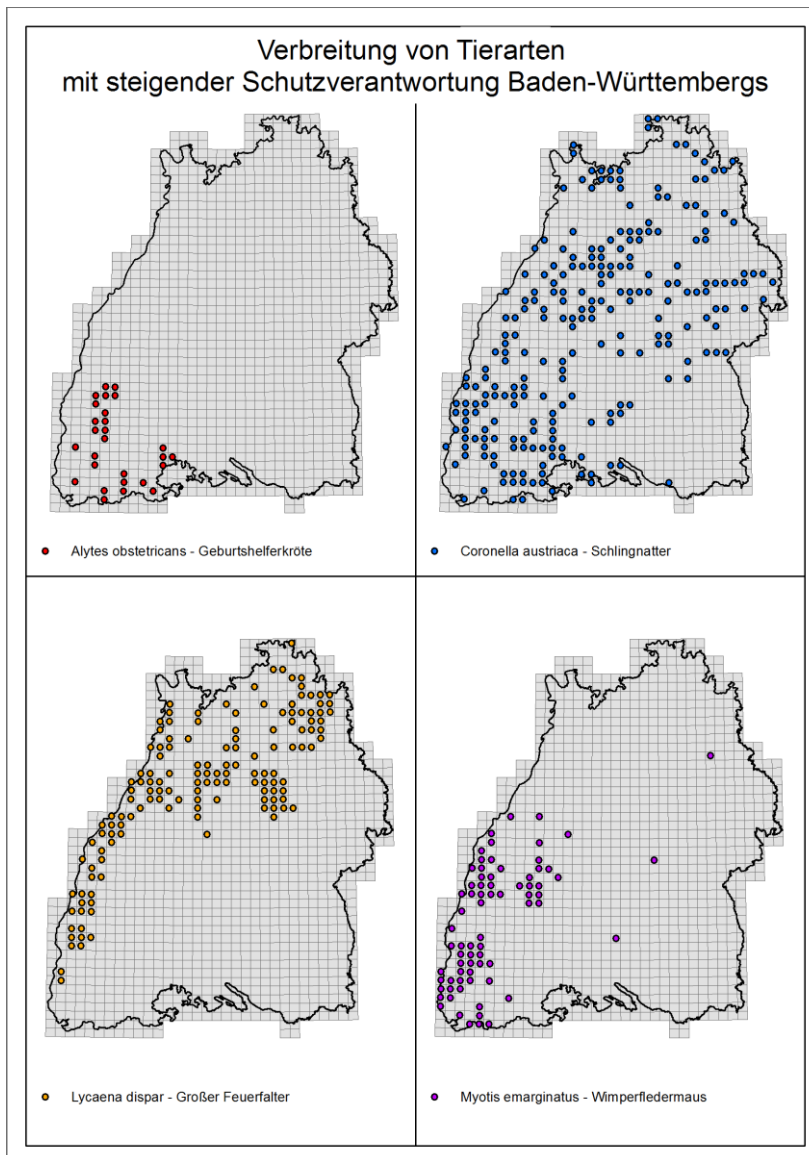 Verbreitung von Tierarten
mit steigender Schutzverantwortung Baden-Württembergs
Alytes obstetricans - Geburtshelferkröte
Coronella austriaca - Schlingnatter
Lycaena dispar - Großer Feuerfalter
Myotis emarginatus - Wimperfledermaus